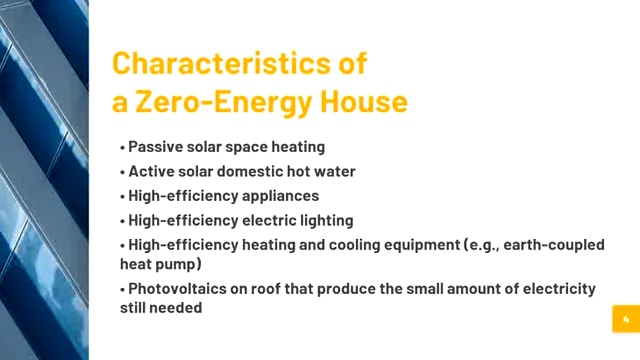 Characteristics of
a Zero-Energy House
• Passive solar space heating
• Active solar domestic hot water
• High-efficiency appliances
• High-efficiency electric lighting
• High-efficiency heating and cooling equipment (e.g., earth-coupled
heat pump)
• Photovoltaics on roof that produce the small amount of electricity
still needed
4